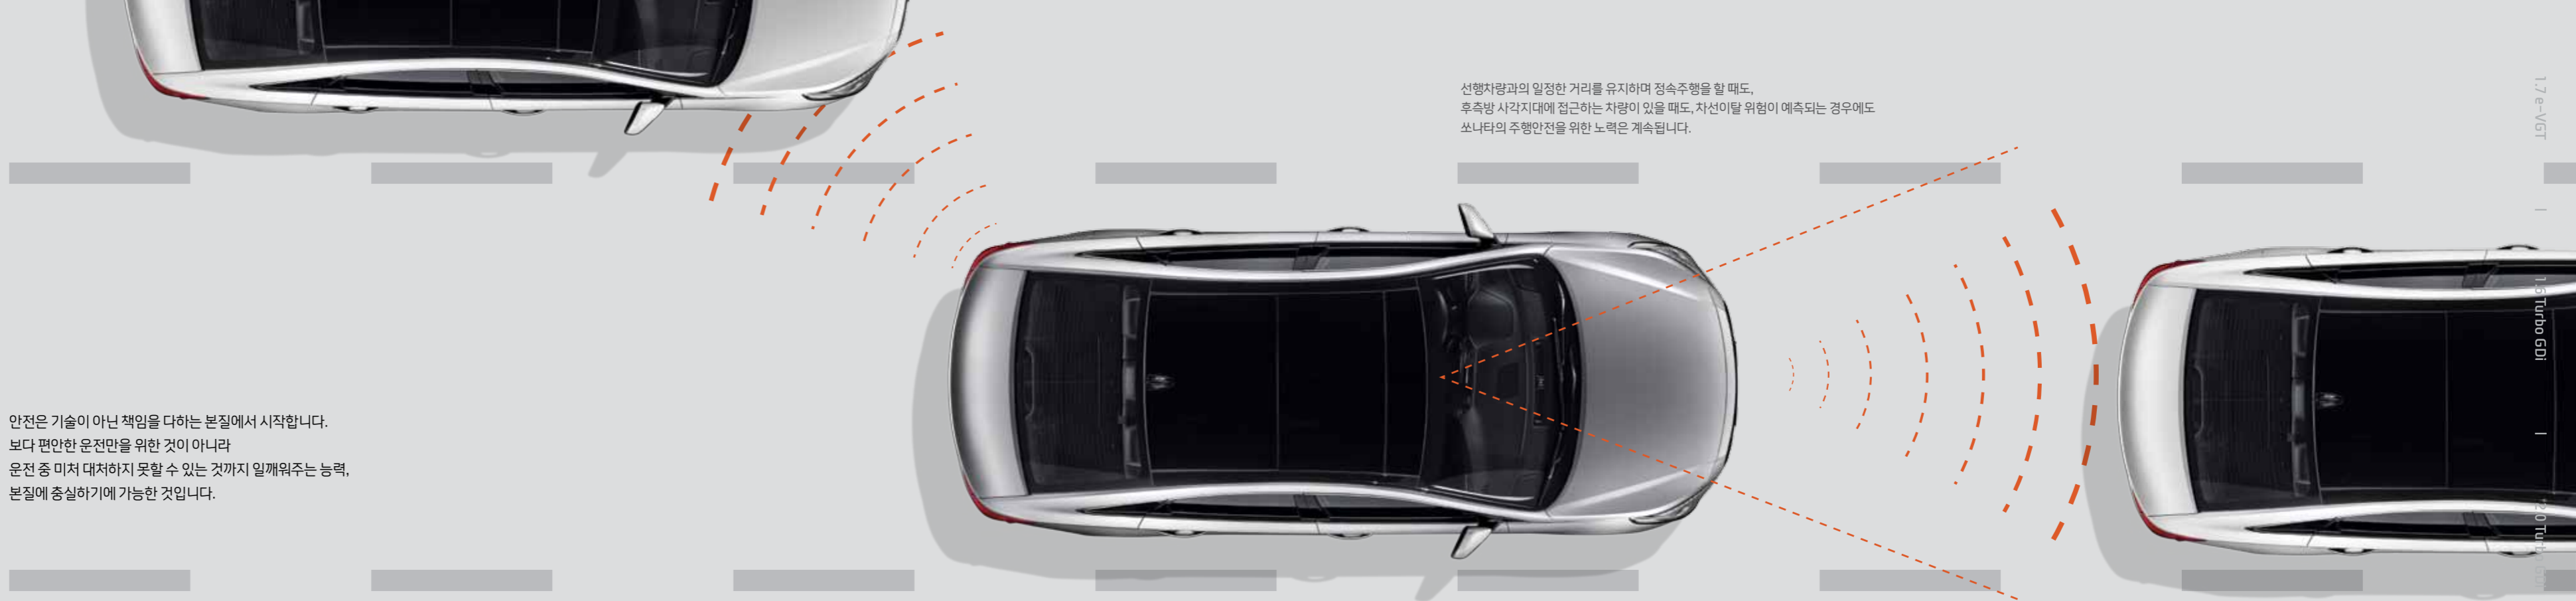 선행차량과의 일정한 거리를 유지하며 정속주행을 할 때도,
후측방 사각지대에 접근하는 차량이 있을 때도, 차선이탈 위험이 예측되는 경우에도
쏘나타의 주행안전을 위한 노력은 계속됩니다.
안전은 기술이 아닌 책임을 다하는 본질에서 시작합니다.
보다 편안한 운전만을 위한 것이 아니라
운전 중 미처 대처하지 못할 수 있는 것까지 일깨워주는 능력,
본질에 충실하기에 가능한 것입니다.
1.7 e-VGT
1.6 Turbo GDi